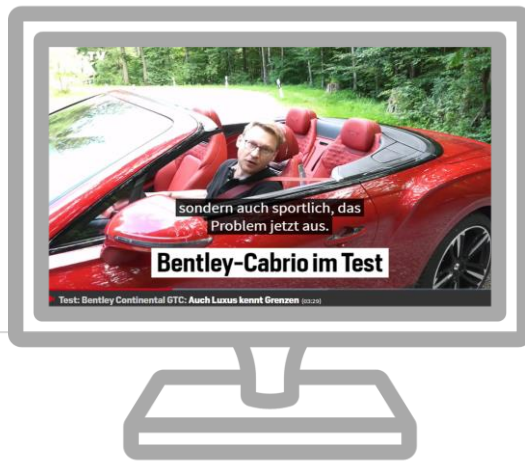 sondern auch sportlich, das
Problem jetzt aus.
Bentley-Cabrio im Test
Test: Bentley Continental GTC: Auch Luxus kennt Grenzen (03:29)